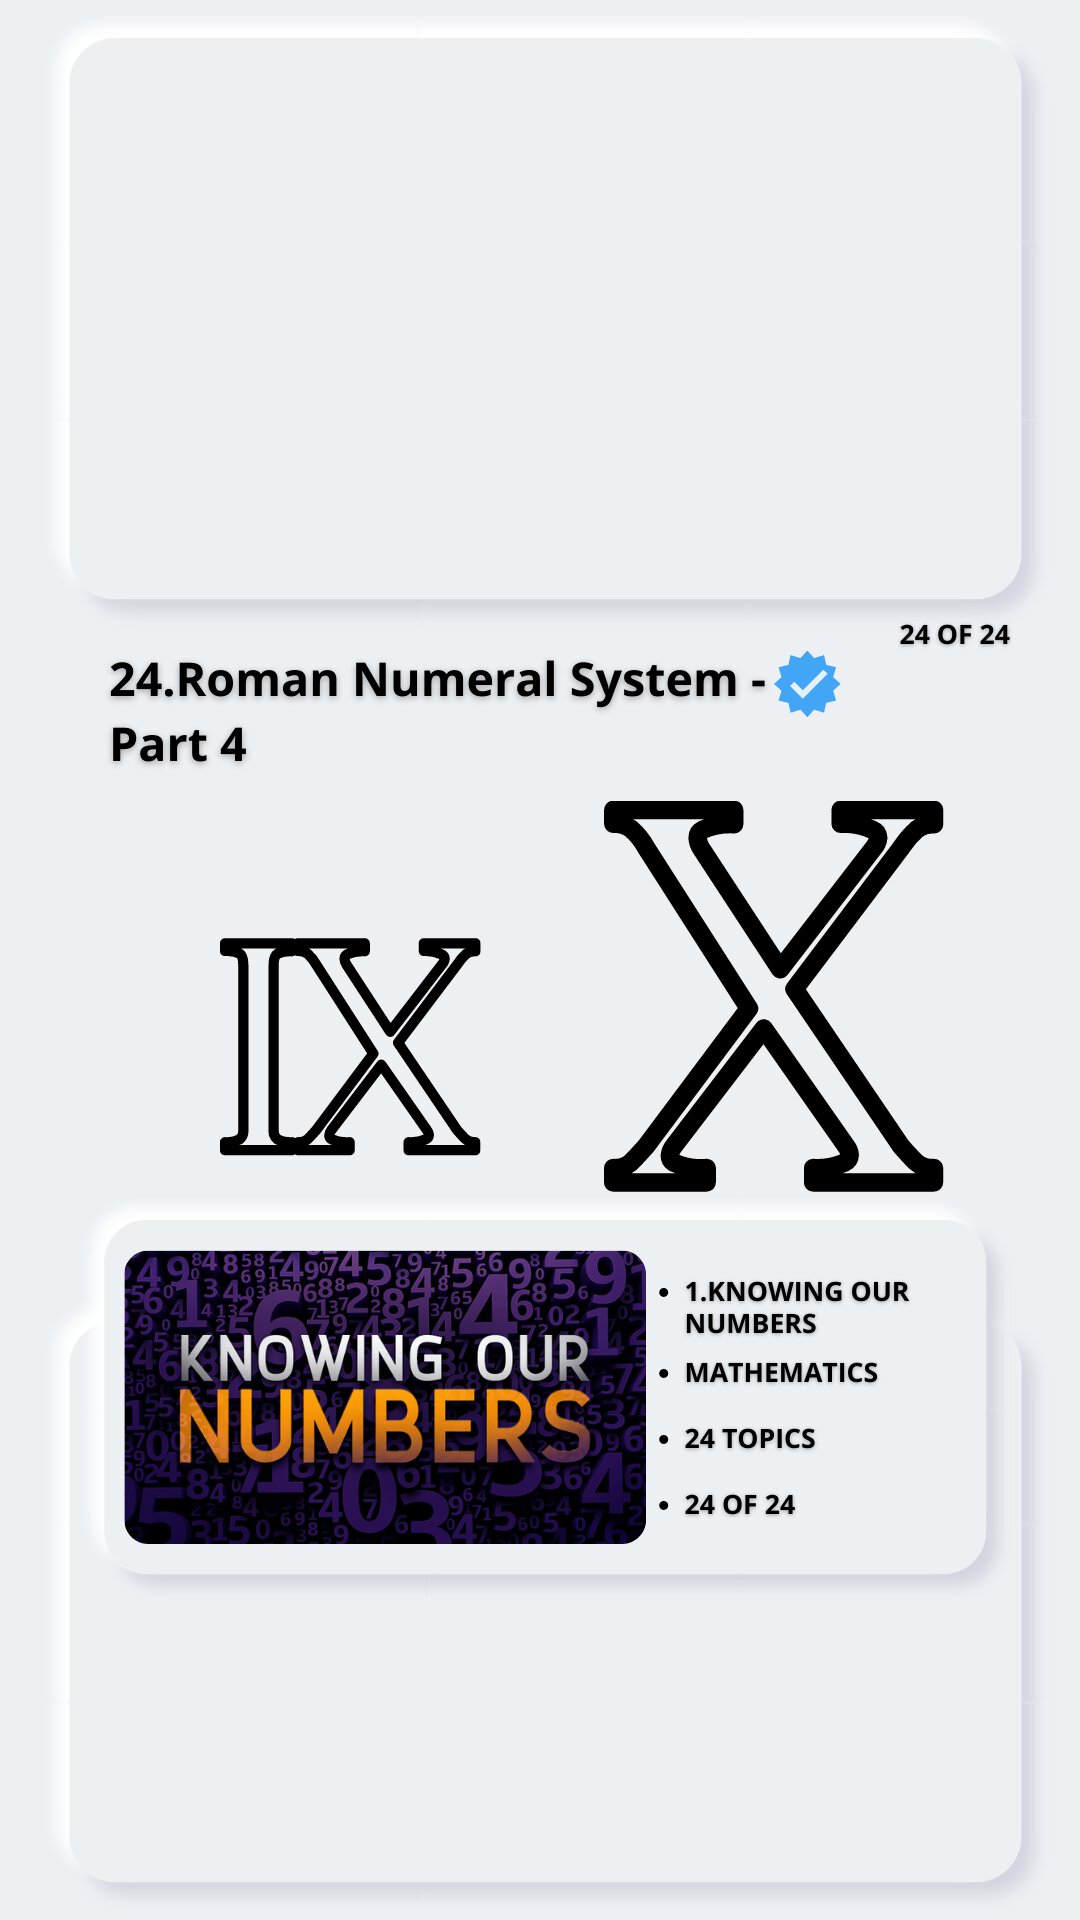 24 OF 24
24.Roman Numeral System -
Part 4
IX
X
KNOWING OUR
NUMBERS
• 1.KNOWING OUR
NUMBERS
• MATHEMATICS
• 24 TOPICS
• 24 OF 24